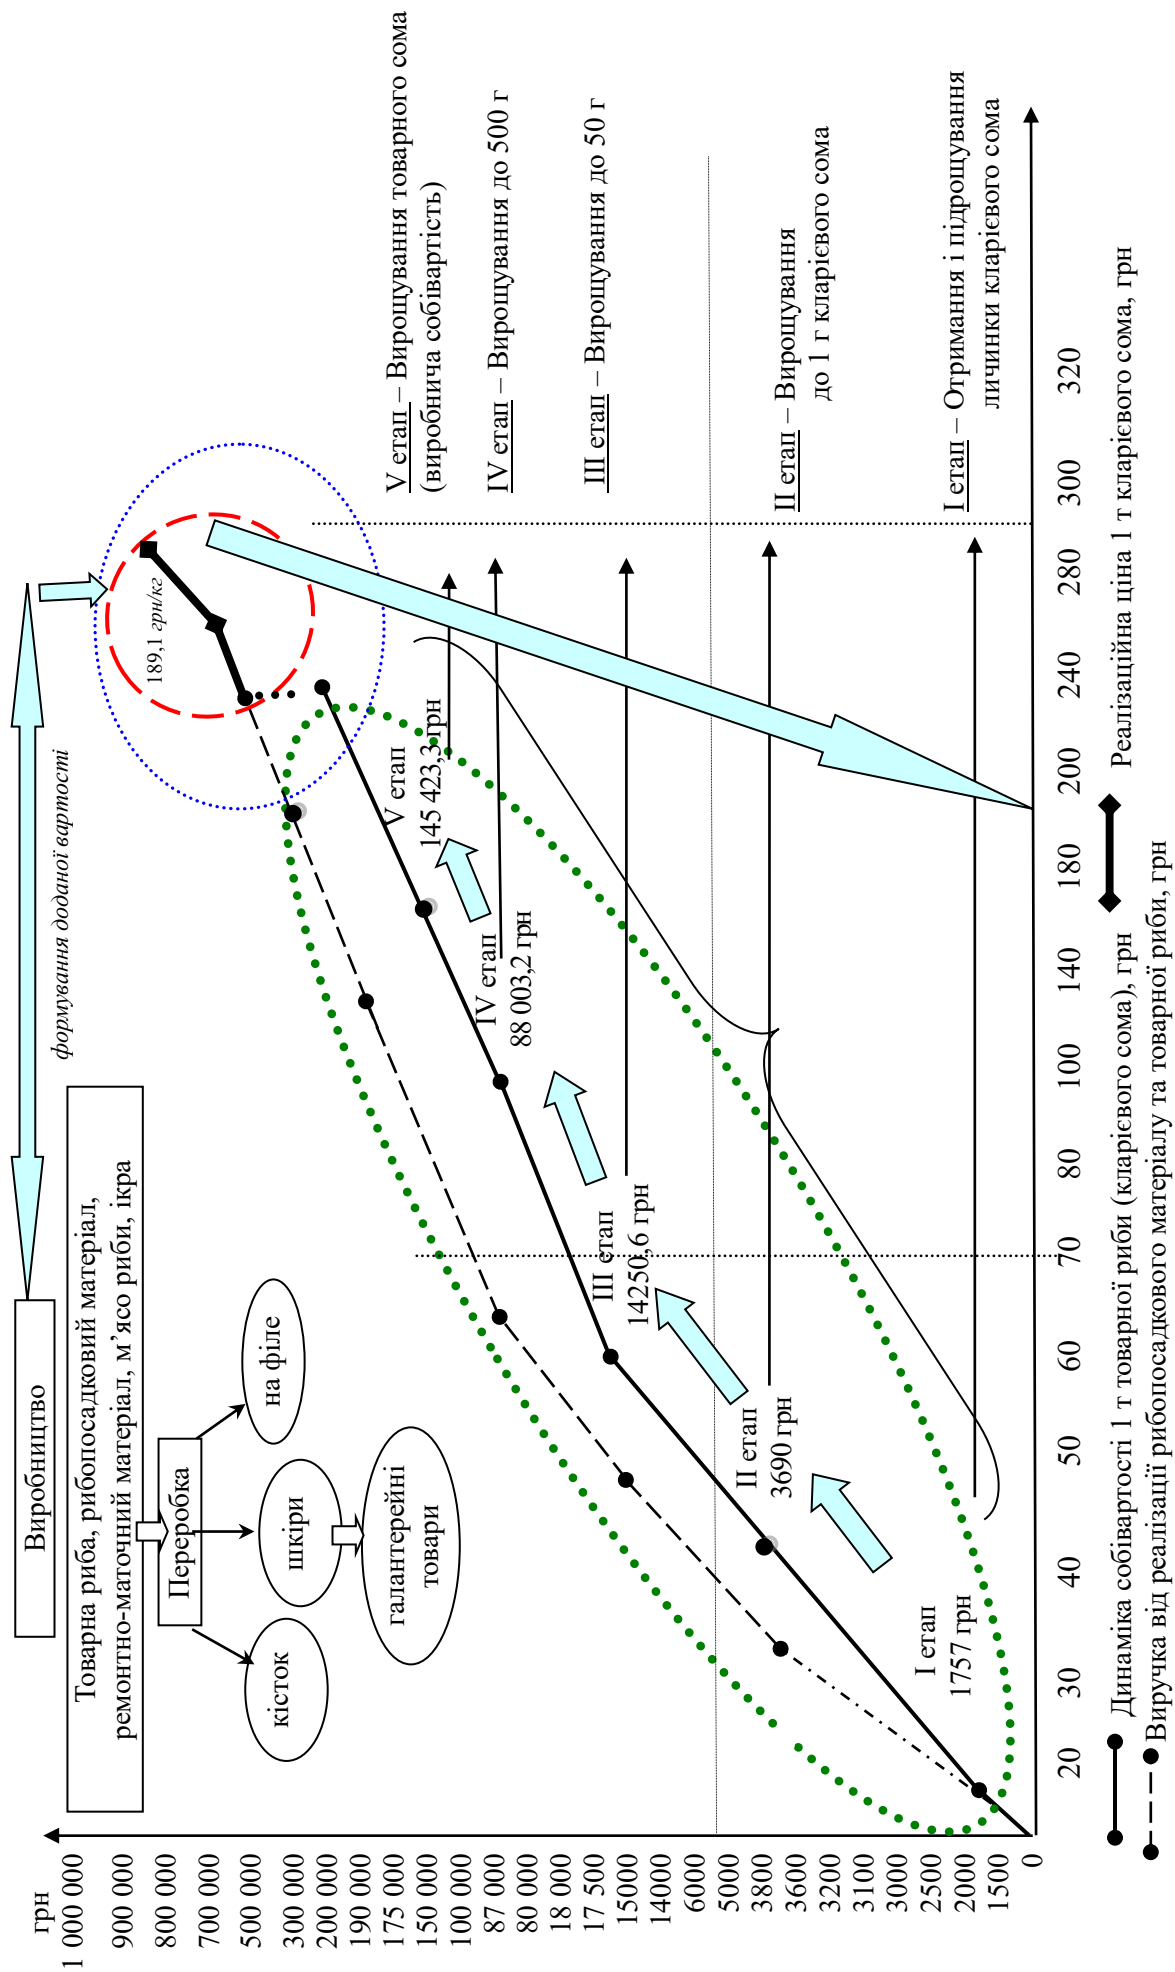 грн
1 000 000
900 000
700 000
500 000
300 000
200 000
190 000
175 000
150 000
100 000
87 000
80 000
18 000
17 500
15000
14000
5000
3800
3600
3200
3100
3000
2500
2000
1500
0
Виробництво
формування доданої вартості
Товарна риба, рибопосадковий матеріал,
ремонтно-маточний матеріал, м’ясо риби, ікра
Переробка
кісток
шкіри
на філе
галантерейні
товари
189,1 грн/кг
V етап
145 423,3грн
IV етап
88 003,2 грн
III етап
14250,6 грн
II етап
3690 грн
I етап
1757 грн
V етап – Вирощування товарного сома
(виробнича собівартість)
IV етап – Вирощування до 500 г
III етап – Вирощування до 50 г
II етап – Вирощування
до 1 г кларієвого сома
I етап – Отримання і підрощування
личинки кларієвого сома
20 30 40 50 60 70 80 100 140 180 200 240 280 300 320
Динаміка собівартості 1 т товарної риби (кларієвого сома), грн
Реалізаційна ціна 1 т кларієвого сома, грн
Виручка від реалізації рибопосадкового матеріалу та товарної риби, грн